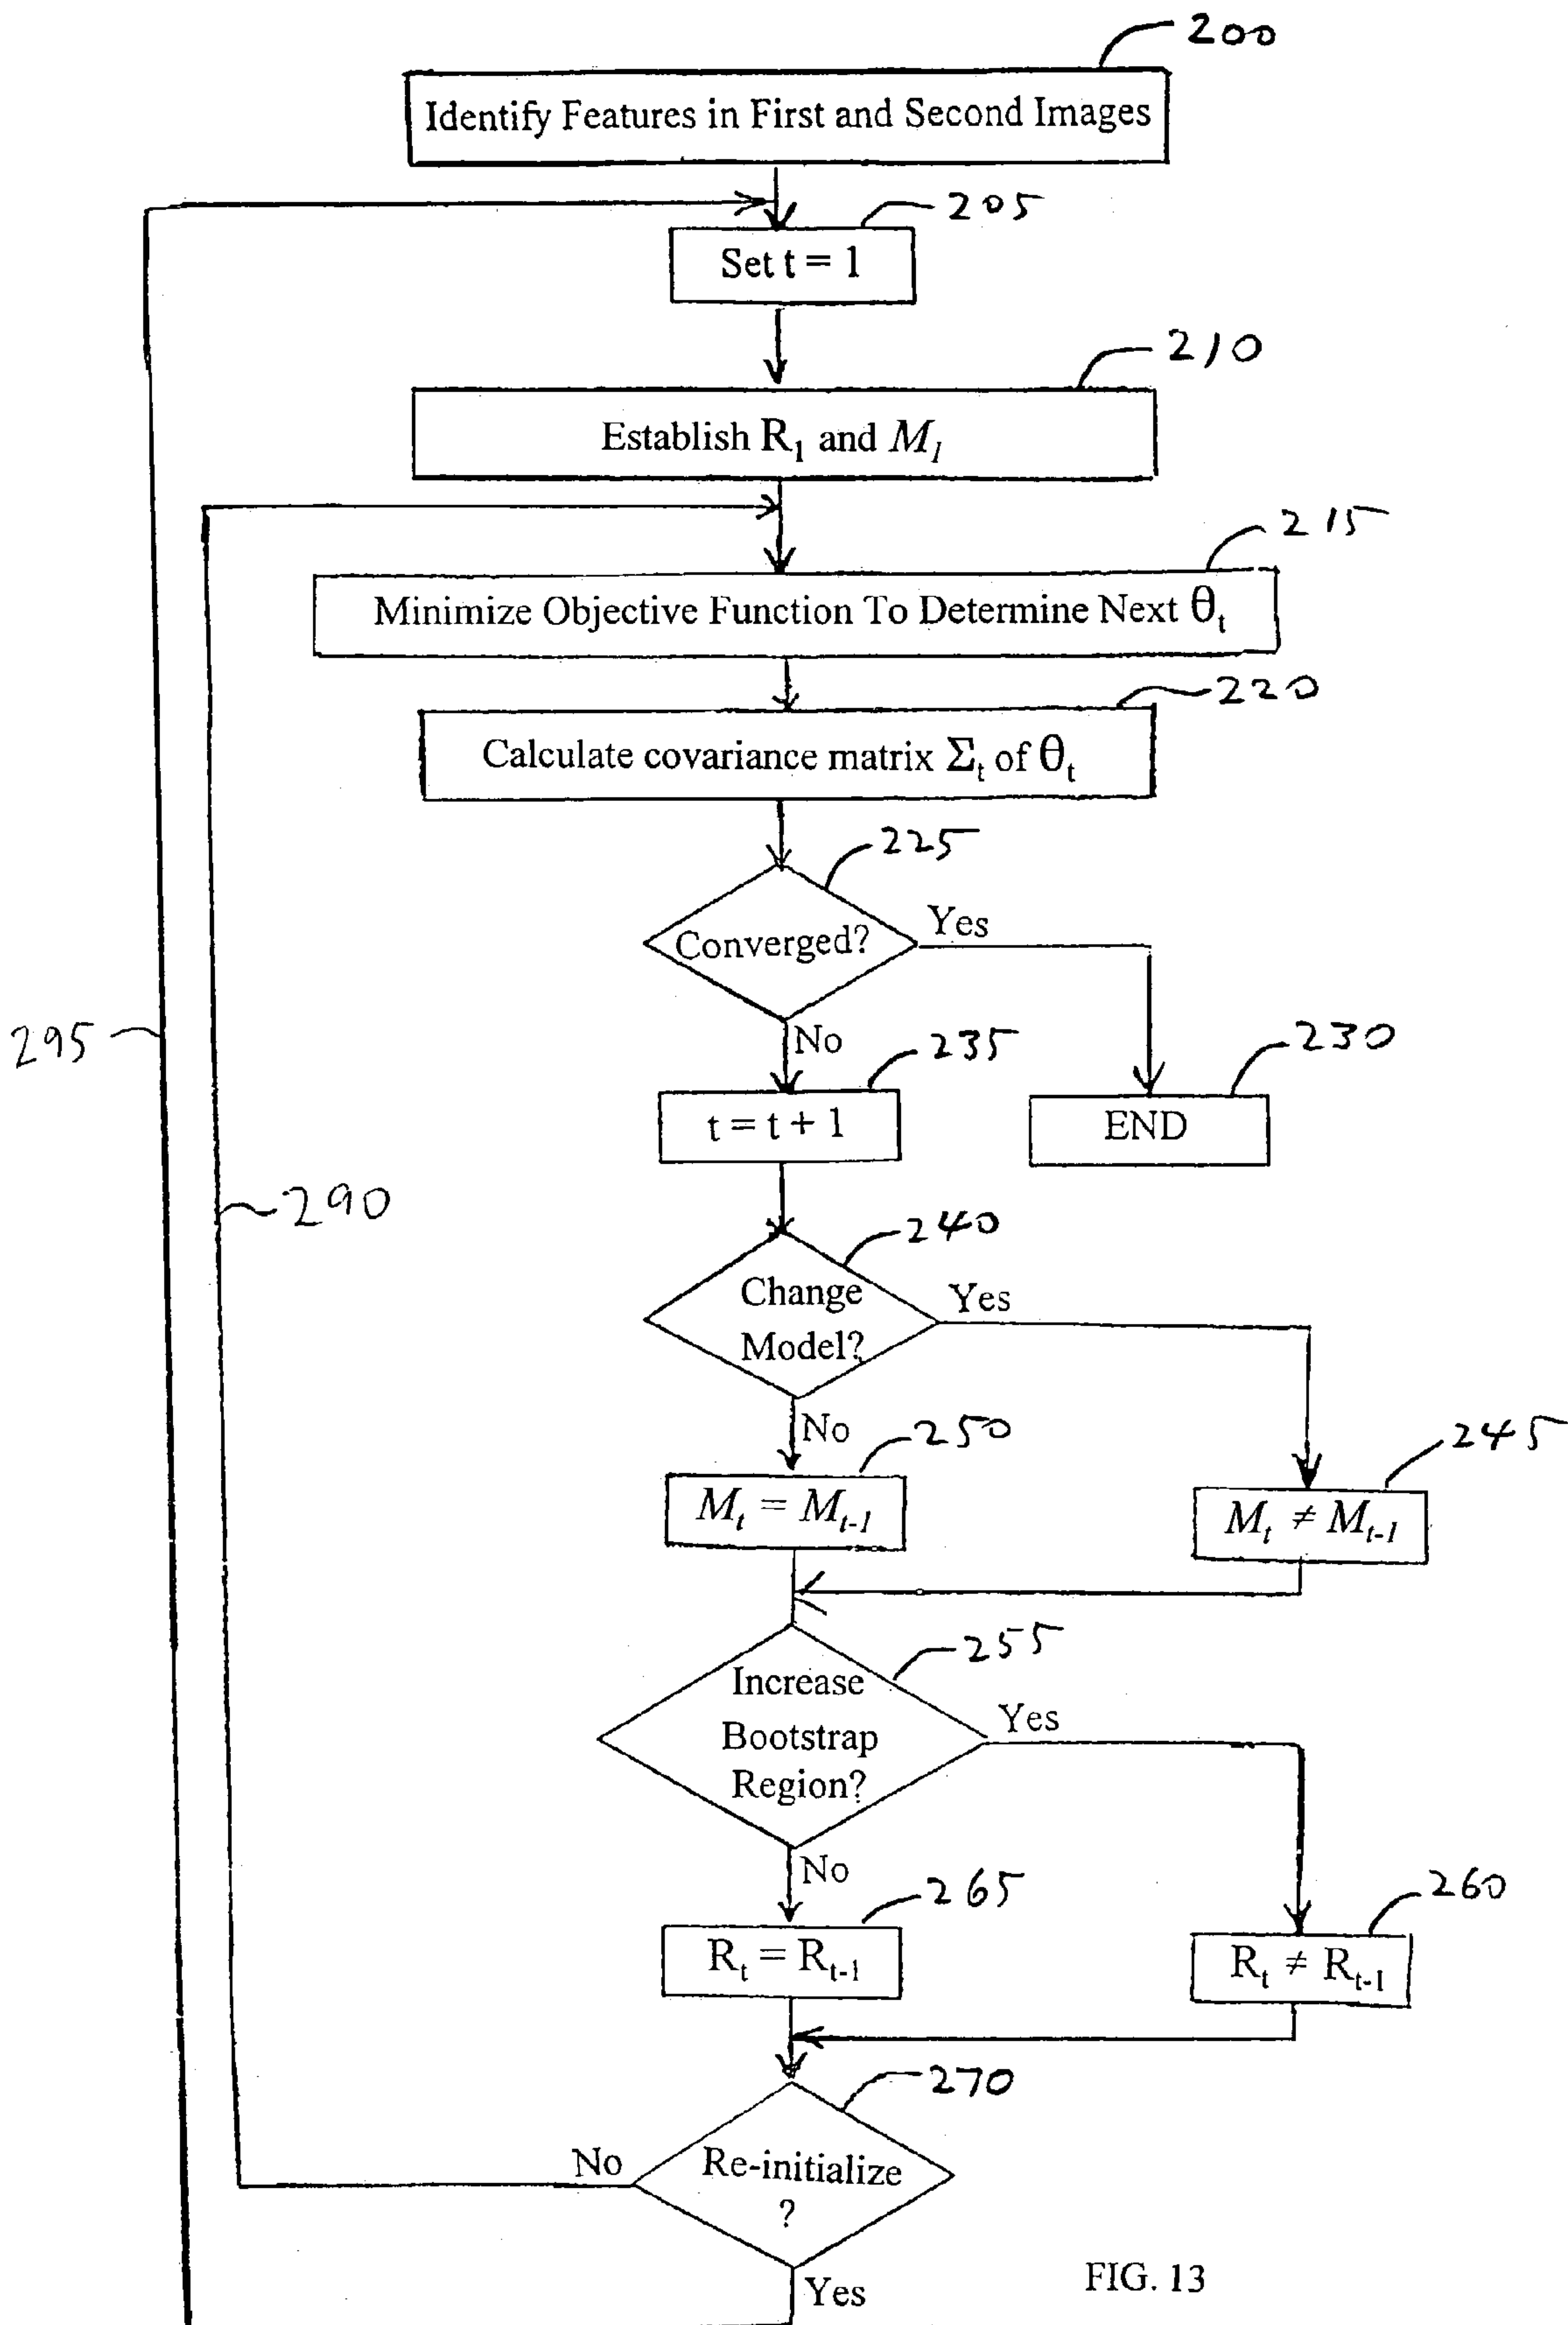 200
Identify Features in First and Second Images
205
Set t = 1
210
Establish R₁ and M₁
215
Minimize Objective Function To Determine Next θₜ
220
Calculate covariance matrix Σₜ of θₜ
225
Converged?
Yes
295
No
235
230
t = t + 1
END
290
240
Change
Model?
Yes
No
250
245
Mₜ = Mₜ₋₁
Mₜ ≠ Mₜ₋₁
255
Increase
Bootstrap
Region?
Yes
No
265
260
Rₜ = Rₜ₋₁
Rₜ ≠ Rₜ₋₁
270
No
Re-initialize
?
Yes
FIG. 13